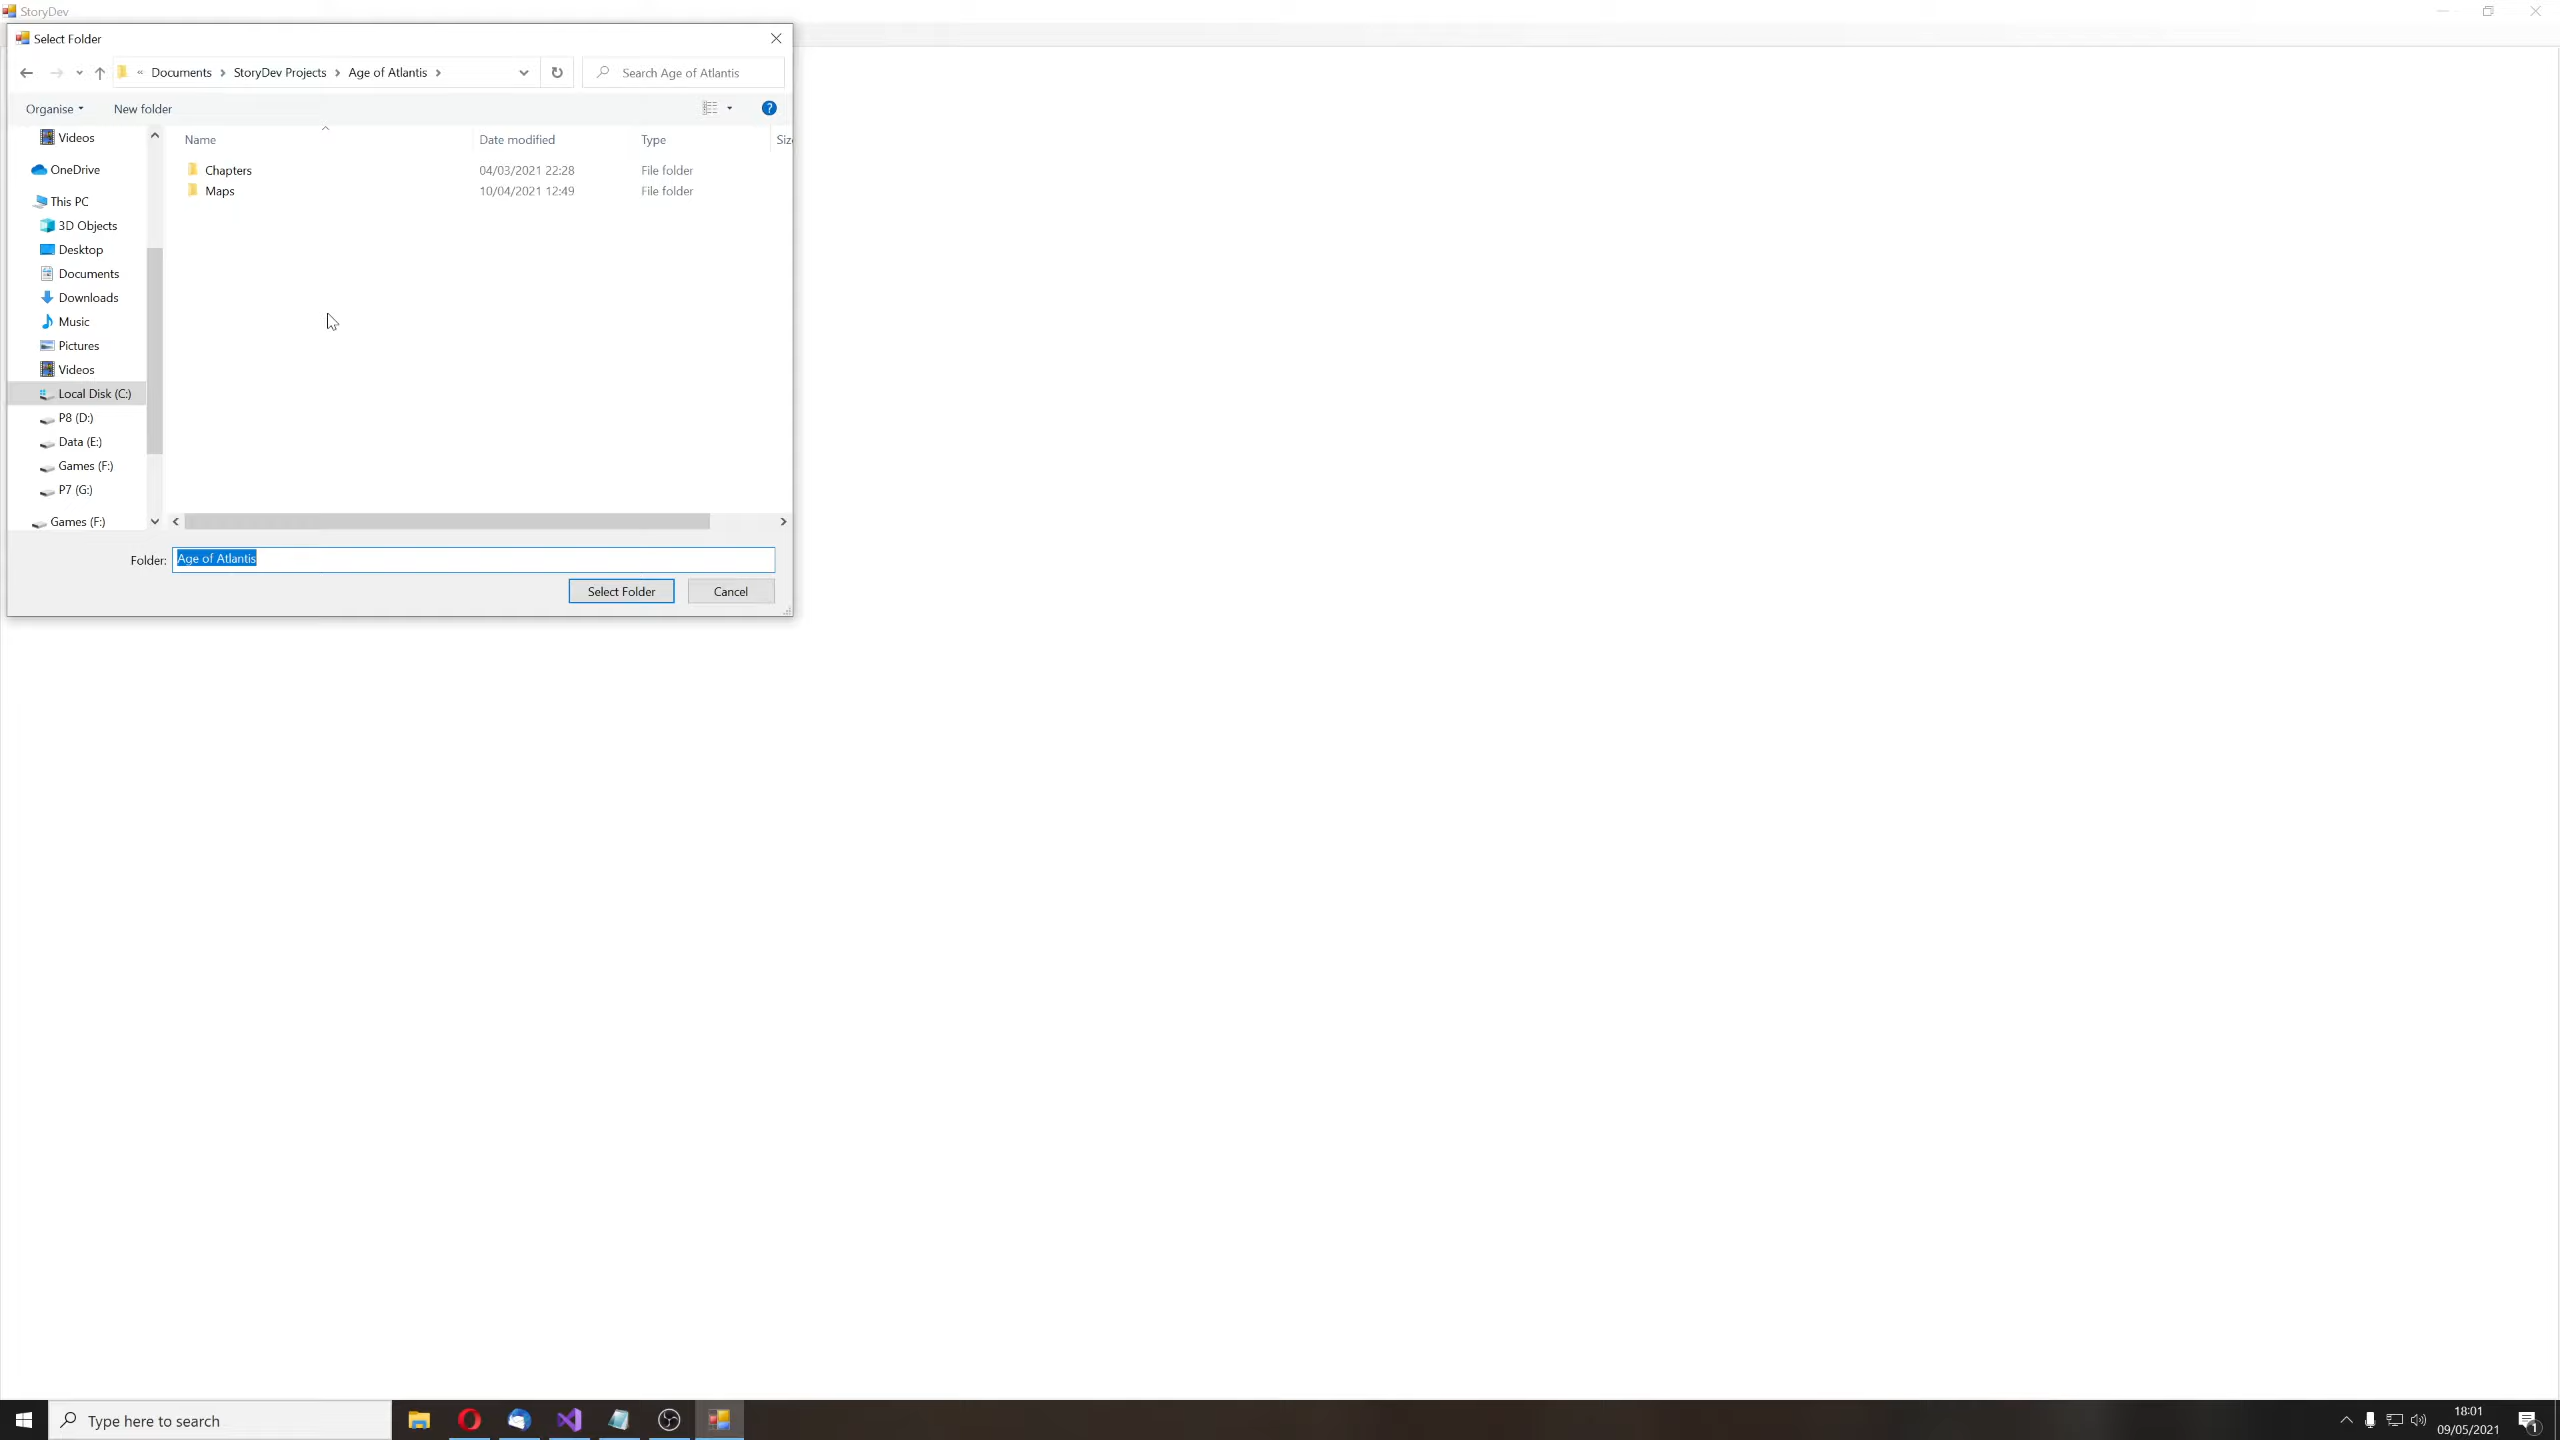 StoryDev
Select Folder
« Documents > StoryDev Projects > Age of Atlantis >
Search Age of Atlantis
Organise
New folder
?
Name
Date modified
Type
Siz
Chapters
04/03/2021 22:28
File folder
Maps
10/04/2021 12:49
File folder
Videos
OneDrive
This PC
3D Objects
Desktop
Documents
Downloads
Music
Pictures
Videos
Local Disk (C:)
P8 (D:)
Data (E:)
Games (F:)
P7 (G:)
Games (F:)
Folder:
Age of Atlantis
Select Folder
Cancel
Type here to search
18:01
09/05/2021
1